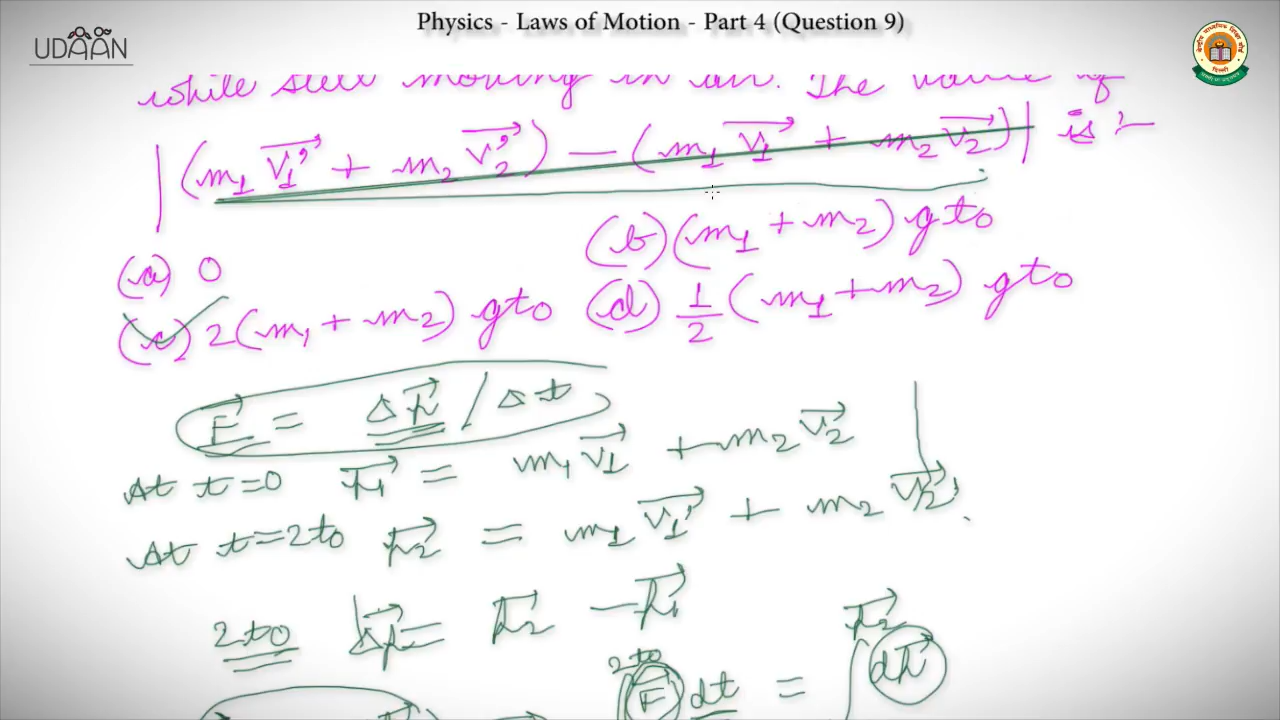 Physics - Laws of Motion - Part 4 (Question 9)
UDAAN
while still moving in air. The value of
|(m₁ v₁⃗' + m₂ v₂⃗') − (m₁ v₁⃗ + m₂ v₂⃗)| is :-
(a) 0
(b) (m₁ + m₂) g t₀
(c) 2(m₁ + m₂) g t₀
(d) 1/2 (m₁ + m₂) g t₀
F⃗ = Δp⃗ / Δt
At t=0 p₁⃗ = m₁ v₁⃗ + m₂ v₂⃗
At t=2t₀ p₂⃗ = m₁ v₁⃗' + m₂ v₂⃗'
2t₀ Δp⃗ = p₂⃗ − p₁⃗
∫ 2t₀ F⃗ dt = ∫ p₂⃗ dp⃗